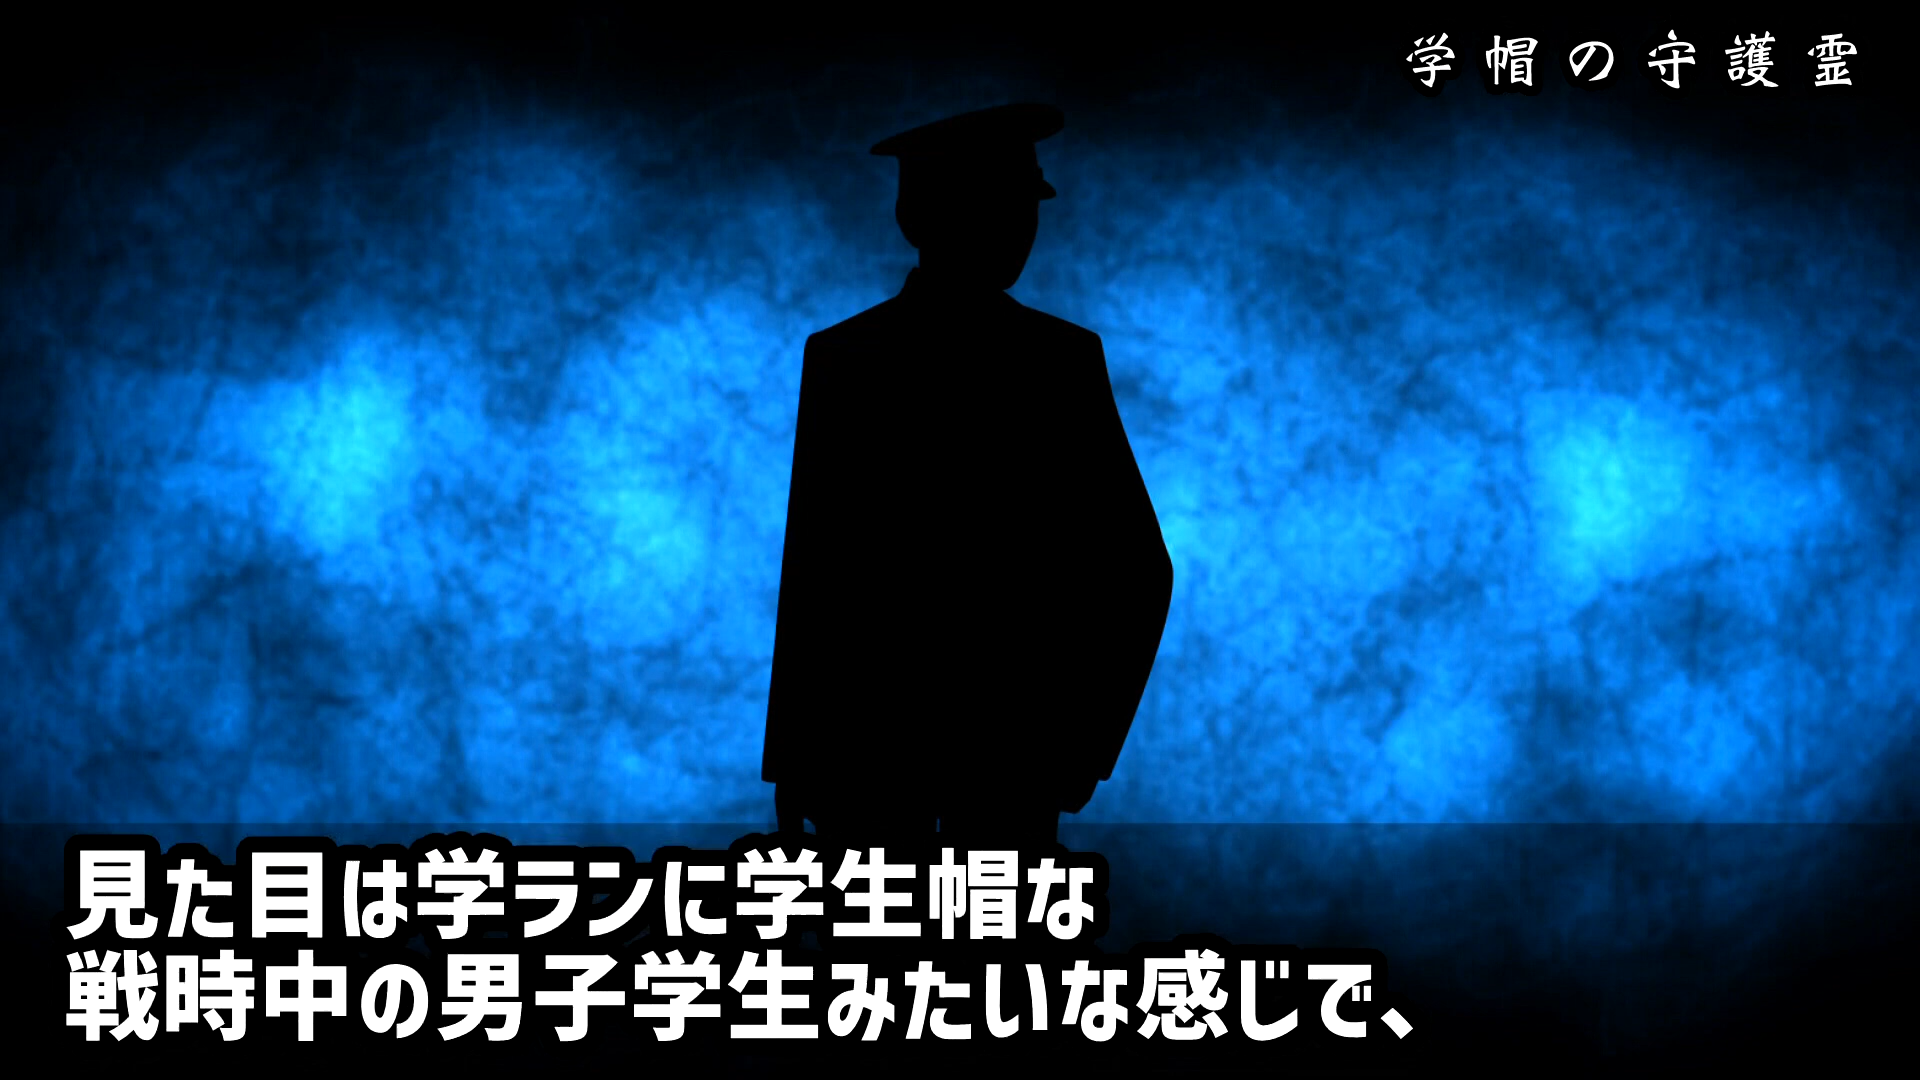 学帽の守護霊
見た目は学ランに学生帽な
戦時中の男子学生みたいな感じで、